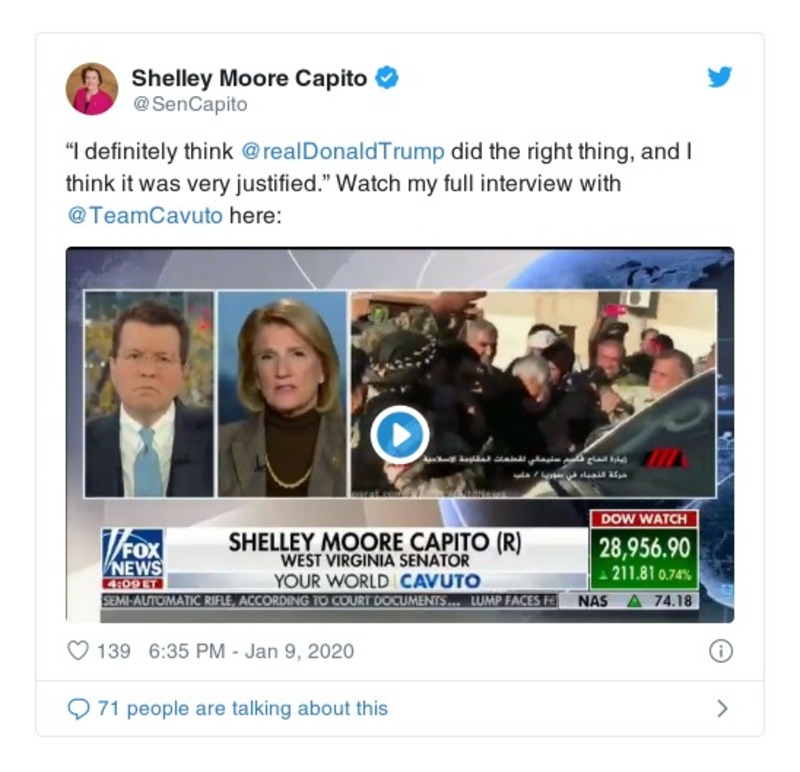 Shelley Moore Capito
@SenCapito
“I definitely think @realDonaldTrump did the right thing, and I
think it was very justified.” Watch my full interview with
@TeamCavuto here:
زيارة الحاج قاسم سليماني لقطعات المقاومة الإسلامية
حركة النجباء في سوريا / حلب
DOW WATCH
28,956.90
211.81 0.74%
FOX
NEWS
4:09 ET
SHELLEY MOORE CAPITO (R)
WEST VIRGINIA SENATOR
YOUR WORLD | CAVUTO
SEMI-AUTOMATIC RIFLE, ACCORDING TO COURT DOCUMENTS... LUMP FACES
NAS 74.18
139 6:35 PM - Jan 9, 2020
71 people are talking about this